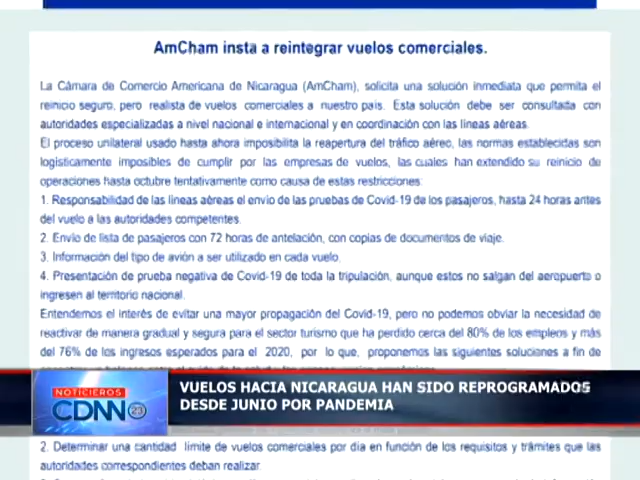 AmCham insta a reintegrar vuelos comerciales.
La Cámara de Comercio Americana de Nicaragua (AmCham), solicita una solución inmediata que permita el
reinicio seguro, pero realista de vuelos comerciales a nuestro país. Esta solución debe ser consultada con
autoridades especializadas a nivel nacional e internacional y en coordinación con las líneas aéreas.
El proceso unilateral usado hasta ahora imposibilita la reapertura del tráfico aéreo, las normas establecidas son
logísticamente imposibles de cumplir por las empresas de vuelos, las cuales han extendido su reinicio de
operaciones hasta octubre tentativamente como causa de estas restricciones:
1. Responsabilidad de las líneas aéreas el envío de las pruebas de Covid-19 de los pasajeros, hasta 24 horas antes
del vuelo a las autoridades competentes.
2. Envío de lista de pasajeros con 72 horas de antelación, con copias de documentos de viaje.
3. Información del tipo de avión a ser utilizado en cada vuelo.
4. Presentación de prueba negativa de Covid-19 de toda la tripulación, aunque estos no salgan del aeropuerto o
ingresen al territorio nacional.
Entendemos el interés de evitar una mayor propagación del Covid-19, pero no podemos obviar la necesidad de
reactivar de manera gradual y segura para el sector turismo que ha perdido cerca del 80% de los empleos y más
del 76% de los ingresos esperados para el 2020, por lo que, proponemos las siguientes soluciones a fin de
NOTICIEROS
CDNN 23
VUELOS HACIA NICARAGUA HAN SIDO REPROGRAMADOS
DESDE JUNIO POR PANDEMIA
2. Determinar una cantidad límite de vuelos comerciales por día en función de los requisitos y trámites que las
autoridades correspondientes deban realizar.